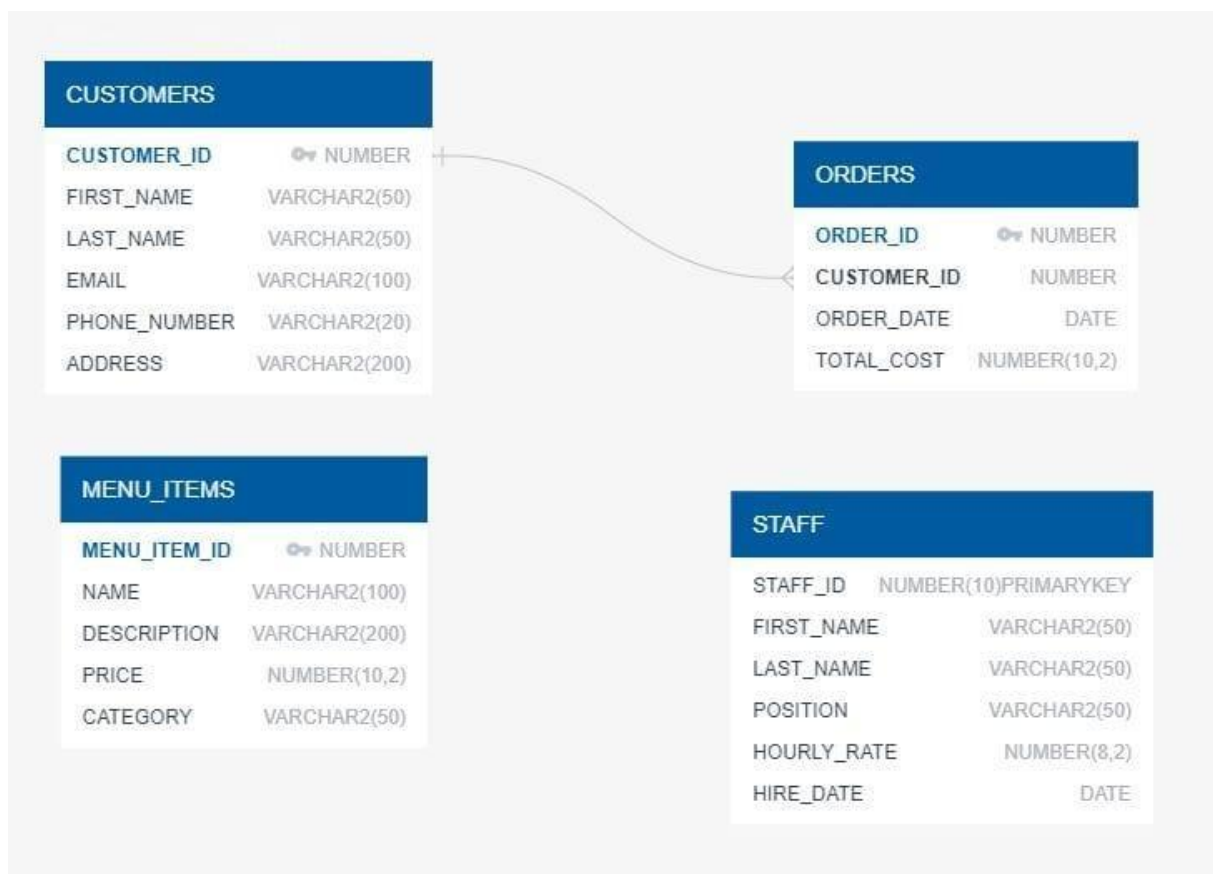 CUSTOMERS
CUSTOMER_ID NUMBER
FIRST_NAME VARCHAR2(50)
LAST_NAME VARCHAR2(50)
EMAIL VARCHAR2(100)
PHONE_NUMBER VARCHAR2(20)
ADDRESS VARCHAR2(200)
ORDERS
ORDER_ID NUMBER
CUSTOMER_ID NUMBER
ORDER_DATE DATE
TOTAL_COST NUMBER(10,2)
MENU_ITEMS
MENU_ITEM_ID NUMBER
NAME VARCHAR2(100)
DESCRIPTION VARCHAR2(200)
PRICE NUMBER(10,2)
CATEGORY VARCHAR2(50)
STAFF
STAFF_ID NUMBER(10)PRIMARYKEY
FIRST_NAME VARCHAR2(50)
LAST_NAME VARCHAR2(50)
POSITION VARCHAR2(50)
HOURLY_RATE NUMBER(8,2)
HIRE_DATE DATE